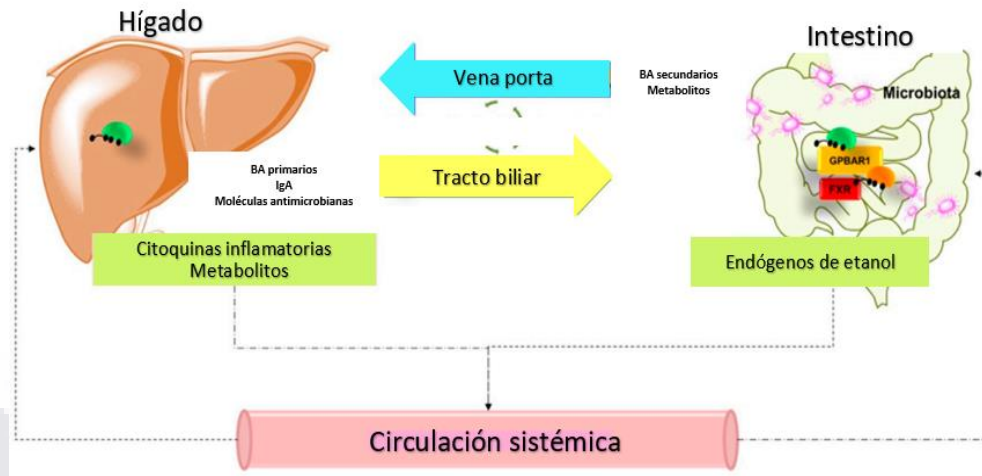 Hígado
Intestino
Vena porta
BA secundarios
Metabolitos
Microbiota
GPBAR1
FXR
BA primarios
IgA
Moléculas antimicrobianas
Tracto biliar
Citoquinas inflamatorias
Metabolitos
Endógenos de etanol
Circulación sistémica